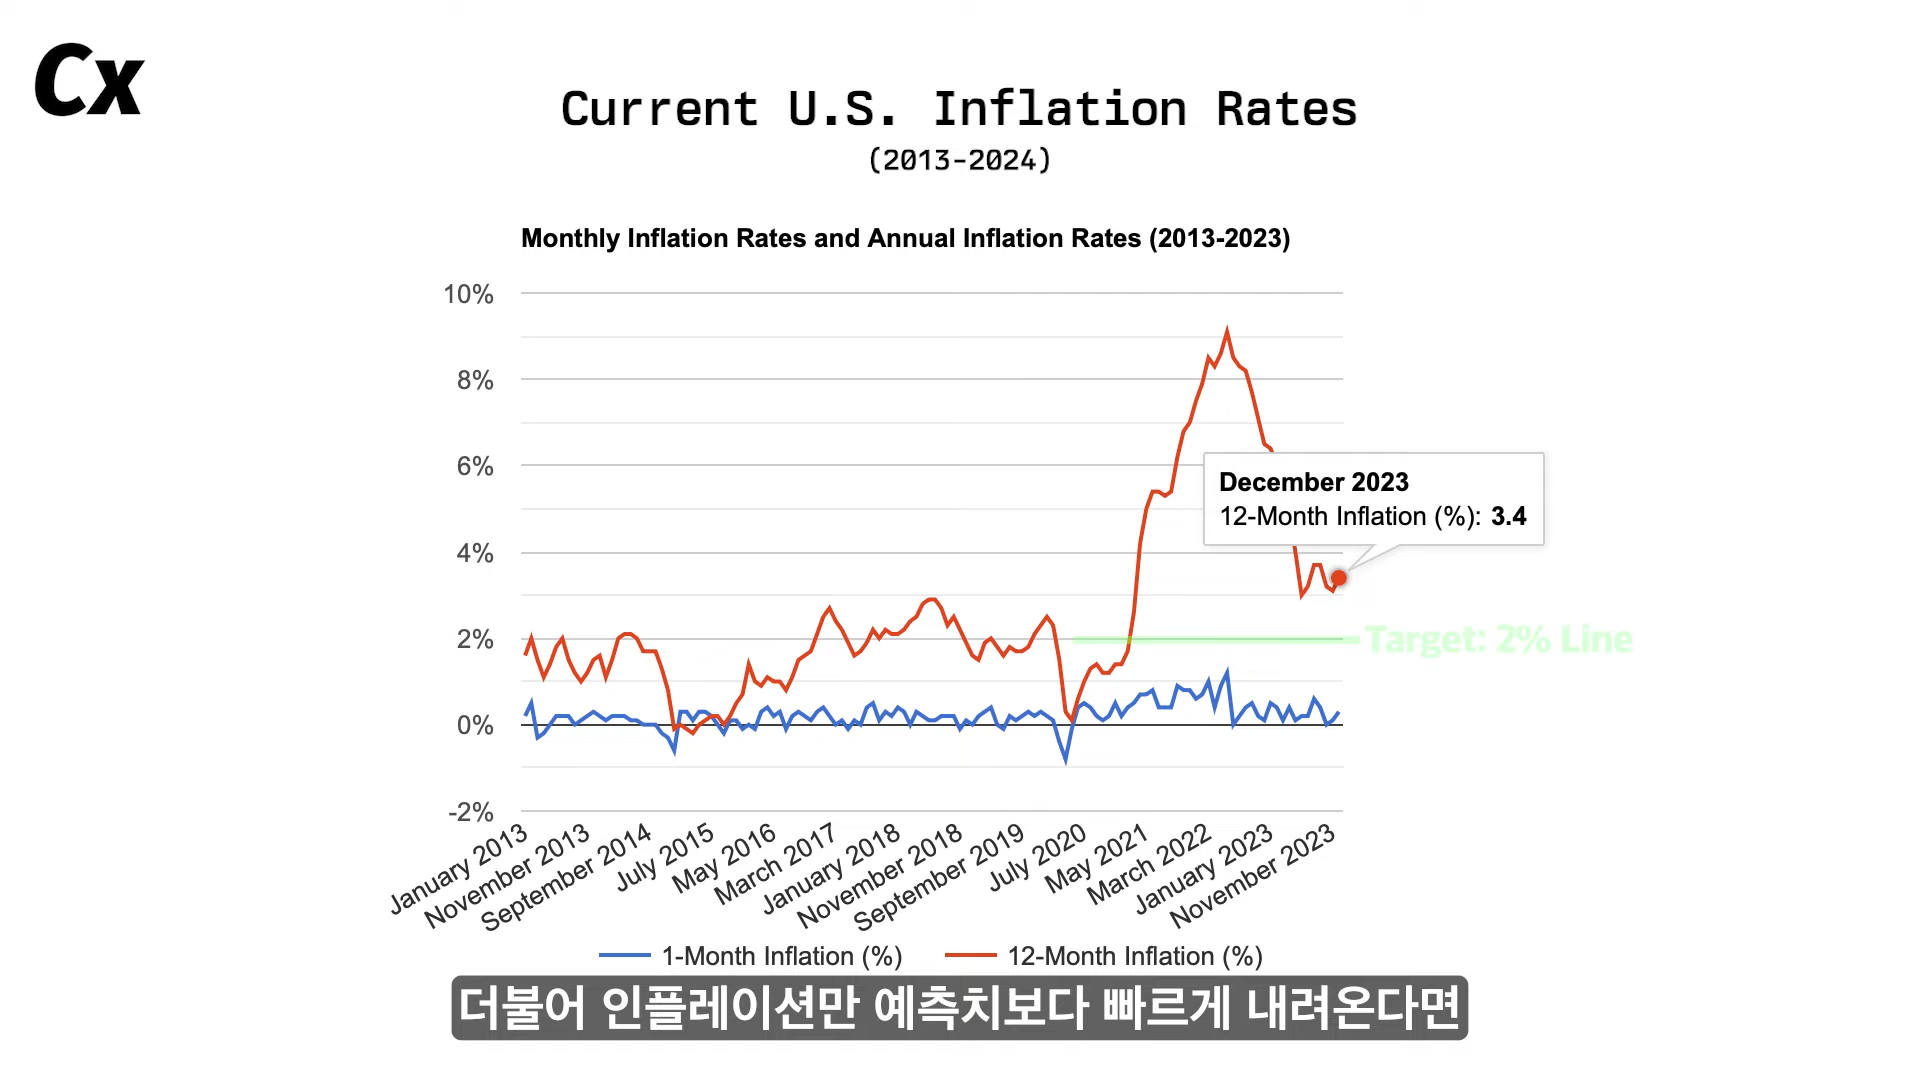 Cx
Current U.S. Inflation Rates
(2013-2024)
Monthly Inflation Rates and Annual Inflation Rates (2013-2023)
10%
8%
6%
4%
2%
0%
-2%
December 2023
12-Month Inflation (%): 3.4
Target: 2% Line
January 2013
November 2013
September 2014
July 2015
May 2016
March 2017
January 2018
November 2018
September 2019
July 2020
May 2021
March 2022
January 2023
November 2023
1-Month Inflation (%)
12-Month Inflation (%)
더불어 인플레이션만 예측치보다 빠르게 내려온다면